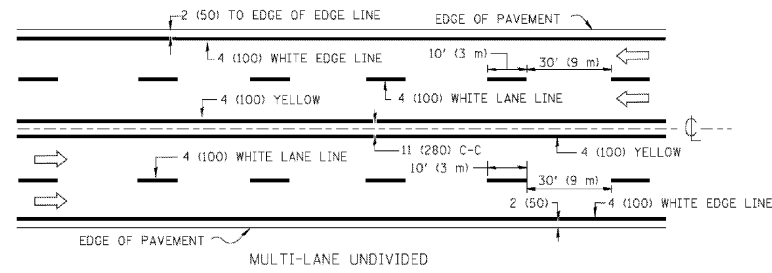 2 (50) TO EDGE OF EDGE LINE
EDGE OF PAVEMENT
4 (100) WHITE EDGE LINE
10' (3 m)
30' (9 m)
4 (100) YELLOW
4 (100) WHITE LANE LINE
℄
4 (100) WHITE LANE LINE
11 (280) C-C
4 (100) YELLOW
10' (3 m)
30' (9 m)
2 (50)
4 (100) WHITE EDGE LINE
EDGE OF PAVEMENT
MULTI-LANE UNDIVIDED